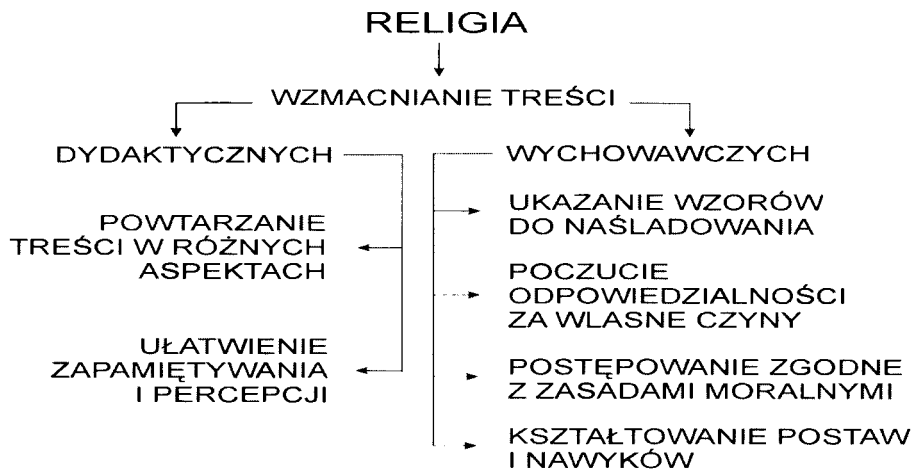 RELIGIA
WZMACNIANIE TREŚCI
DYDAKTYCZNYCH
POWTARZANIE
TREŚCI W RÓŻNYCH
ASPEKTACH
UŁATWIENIE
ZAPAMIĘTYWANIA
I PERCEPCJI
WYCHOWAWCZYCH
UKAZANIE WZORÓW
DO NAŚLADOWANIA
POCZUCIE
ODPOWIEDZIALNOŚCI
ZA WLASNE CZYNY
POSTĘPOWANIE ZGODNE
Z ZASADAMI MORALNYMI
KSZTAŁTOWANIE POSTAW
I NAWYKÓW